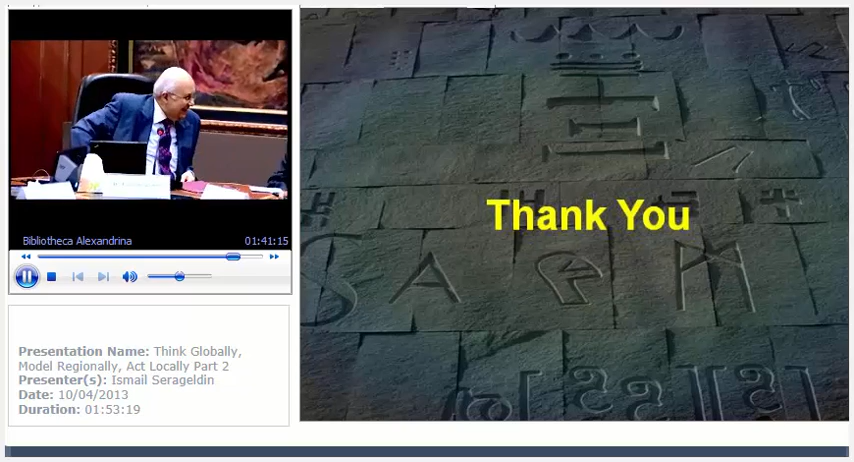 Bibliotheca Alexandrina 01:41:15
Thank You
Presentation Name: Think Globally,
Model Regionally, Act Locally Part 2
Presenter(s): Ismail Serageldin
Date: 10/04/2013
Duration: 01:53:19